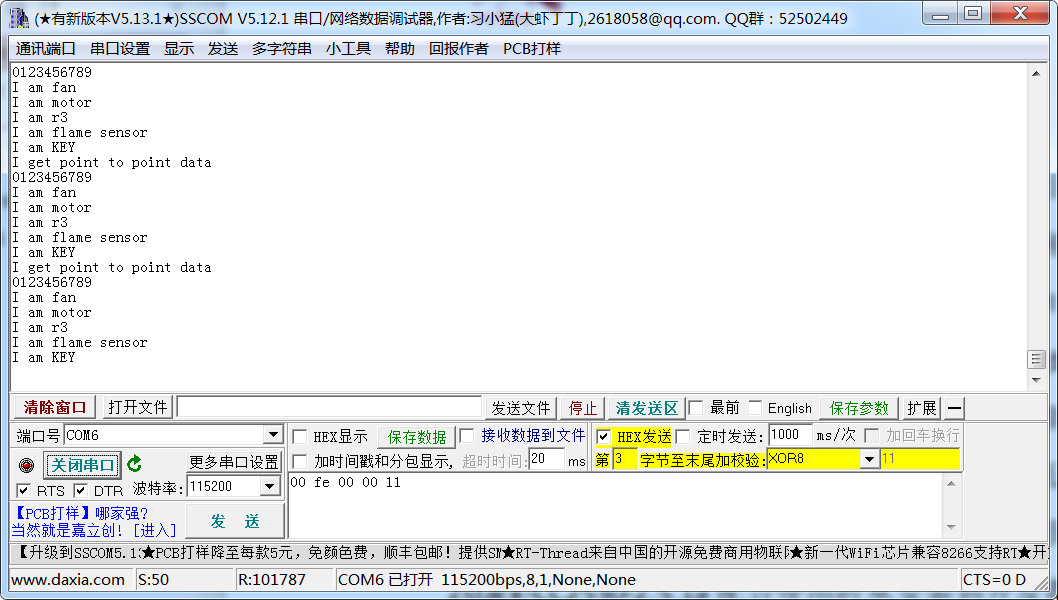 (★有新版本V5.13.1★)SSCOM V5.12.1 串口/网络数据调试器,作者:习小猛(大虾丁丁),2618058@qq.com. QQ群：52502449
通讯端口 串口设置 显示 发送 多字符串 小工具 帮助 回报作者 PCB打样
0123456789
I am fan
I am motor
I am r3
I am flame sensor
I am KEY
I get point to point data
0123456789
I am fan
I am motor
I am r3
I am flame sensor
I am KEY
I get point to point data
0123456789
I am fan
I am motor
I am r3
I am flame sensor
I am KEY
清除窗口 打开文件 发送文件 停止 清发送区 最前 English 保存参数 扩展 —
端口号 COM6 HEX显示 保存数据 接收数据到文件 HEX发送 定时发送: 1000 ms/次 加回车换行
关闭串口 更多串口设置 加时间戳和分包显示, 超时时间: 20 ms 第 3 字节至末尾加校验: XOR8 11
RTS DTR 波特率: 115200 00 fe 00 00 11
【PCB打样】哪家强?
当然就是嘉立创! [进入] 发 送
【升级到SSCOM5.1:★PCB打样降至每款5元，免颜色费，顺丰包邮！提供SM★RT-Thread来自中国的开源免费商用物联网★新一代WiFi芯片兼容8266支持RT★开
www.daxia.com S:50 R:101787 COM6 已打开 115200bps,8,1,None,None CTS=0 D